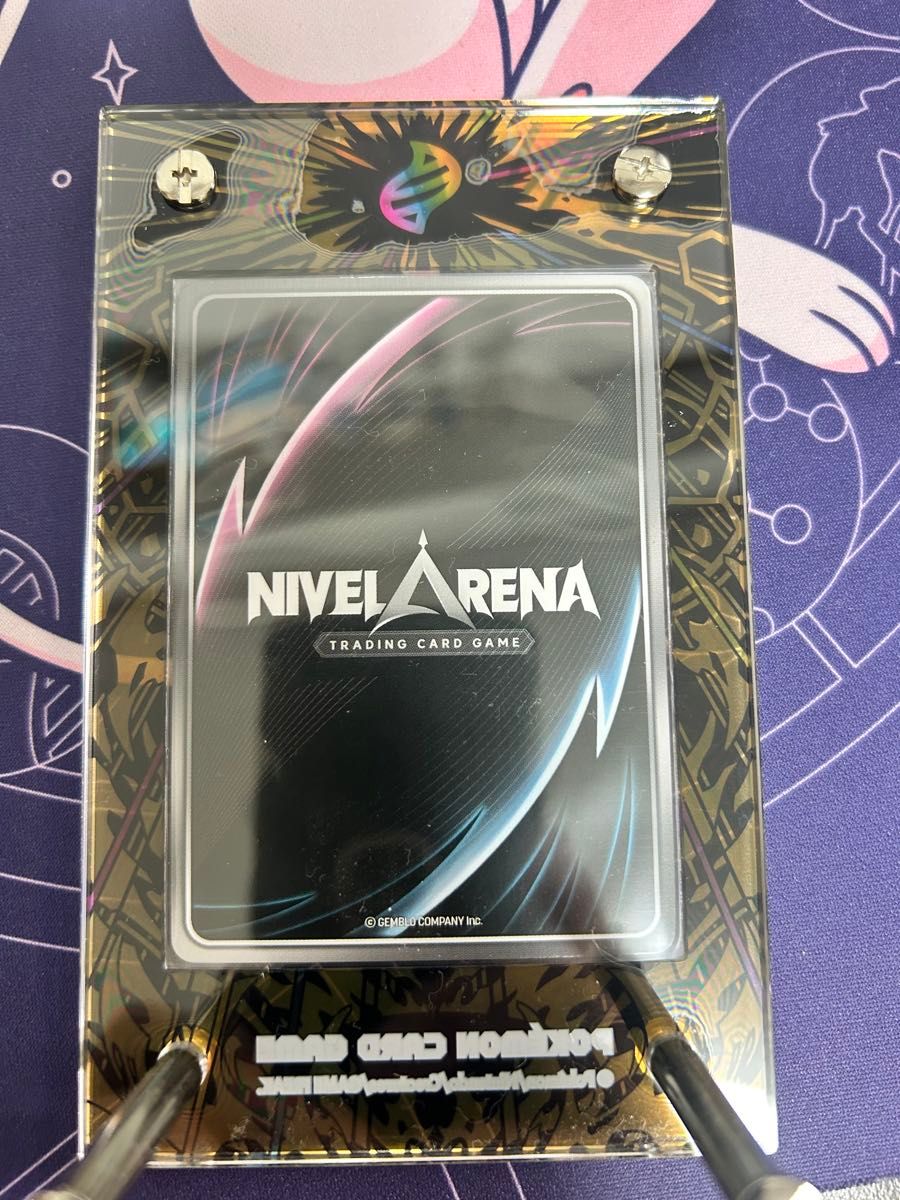 NIVEL ARENA
TRADING CARD GAME
© GEMBLO COMPANY Inc.
POKÉMON CARD GAME